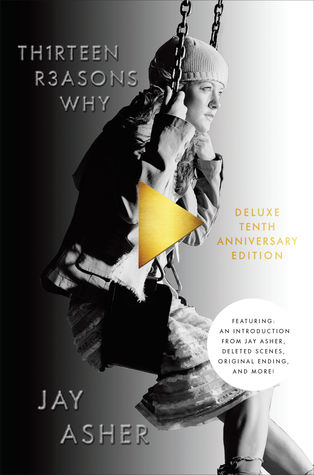 TH1RTEEN
R3ASONS
WHY
DELUXE
TENTH
ANNIVERSARY
EDITION
FEATURING:
AN INTRODUCTION
FROM JAY ASHER,
DELETED SCENES,
ORIGINAL ENDING,
AND MORE!
JAY
ASHER